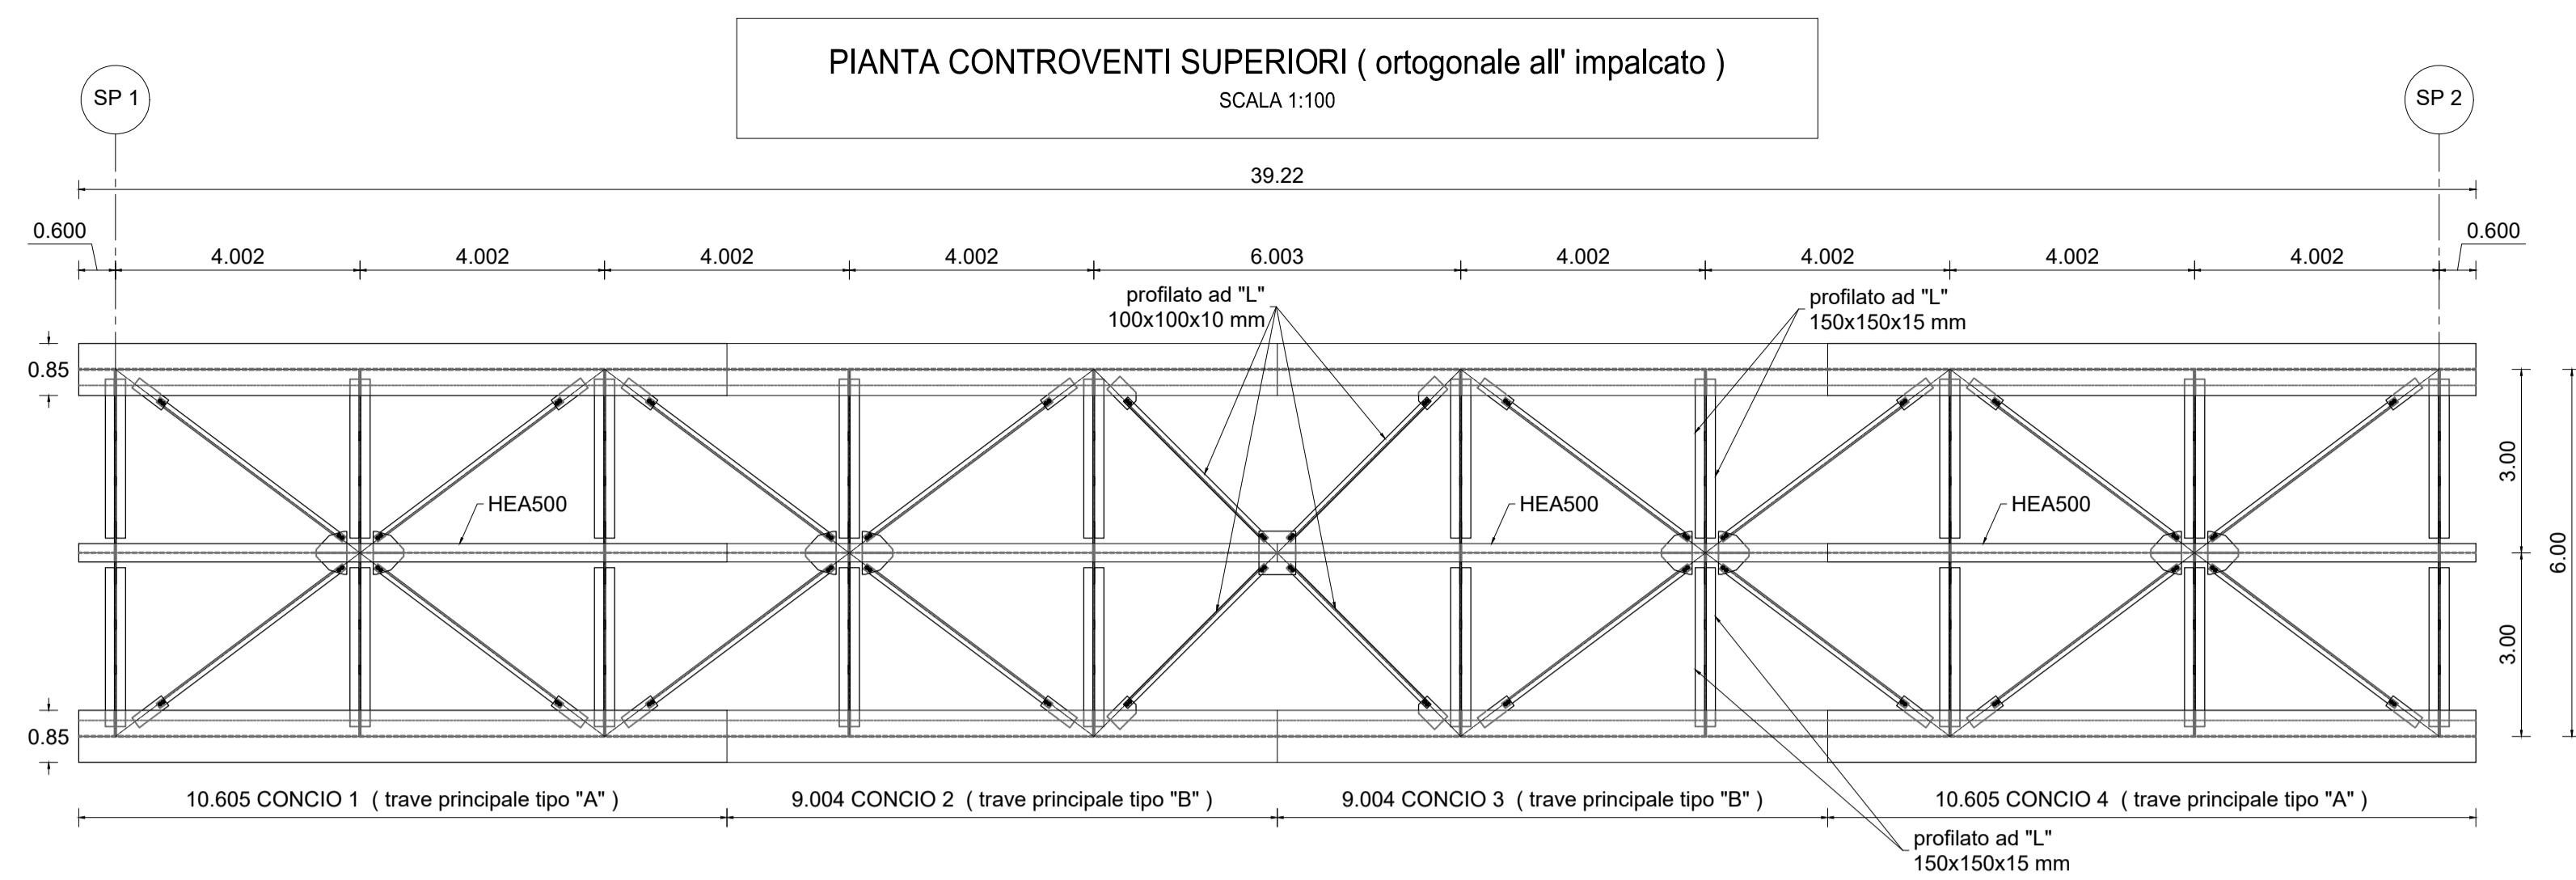 PIANTA CONTROVENTI SUPERIORI ( ortogonale all' impalcato )
SCALA 1:100
SP 1
SP 2
39.22
0.600
0.600
4.002
4.002
4.002
4.002
6.003
4.002
4.002
4.002
4.002
profilato ad "L"
100x100x10 mm
profilato ad "L"
150x150x15 mm
0.85
HEA500
HEA500
HEA500
3.00
6.00
3.00
0.85
10.605 CONCIO 1 ( trave principale tipo "A" )
9.004 CONCIO 2 ( trave principale tipo "B" )
9.004 CONCIO 3 ( trave principale tipo "B" )
10.605 CONCIO 4 ( trave principale tipo "A" )
profilato ad "L"
150x150x15 mm